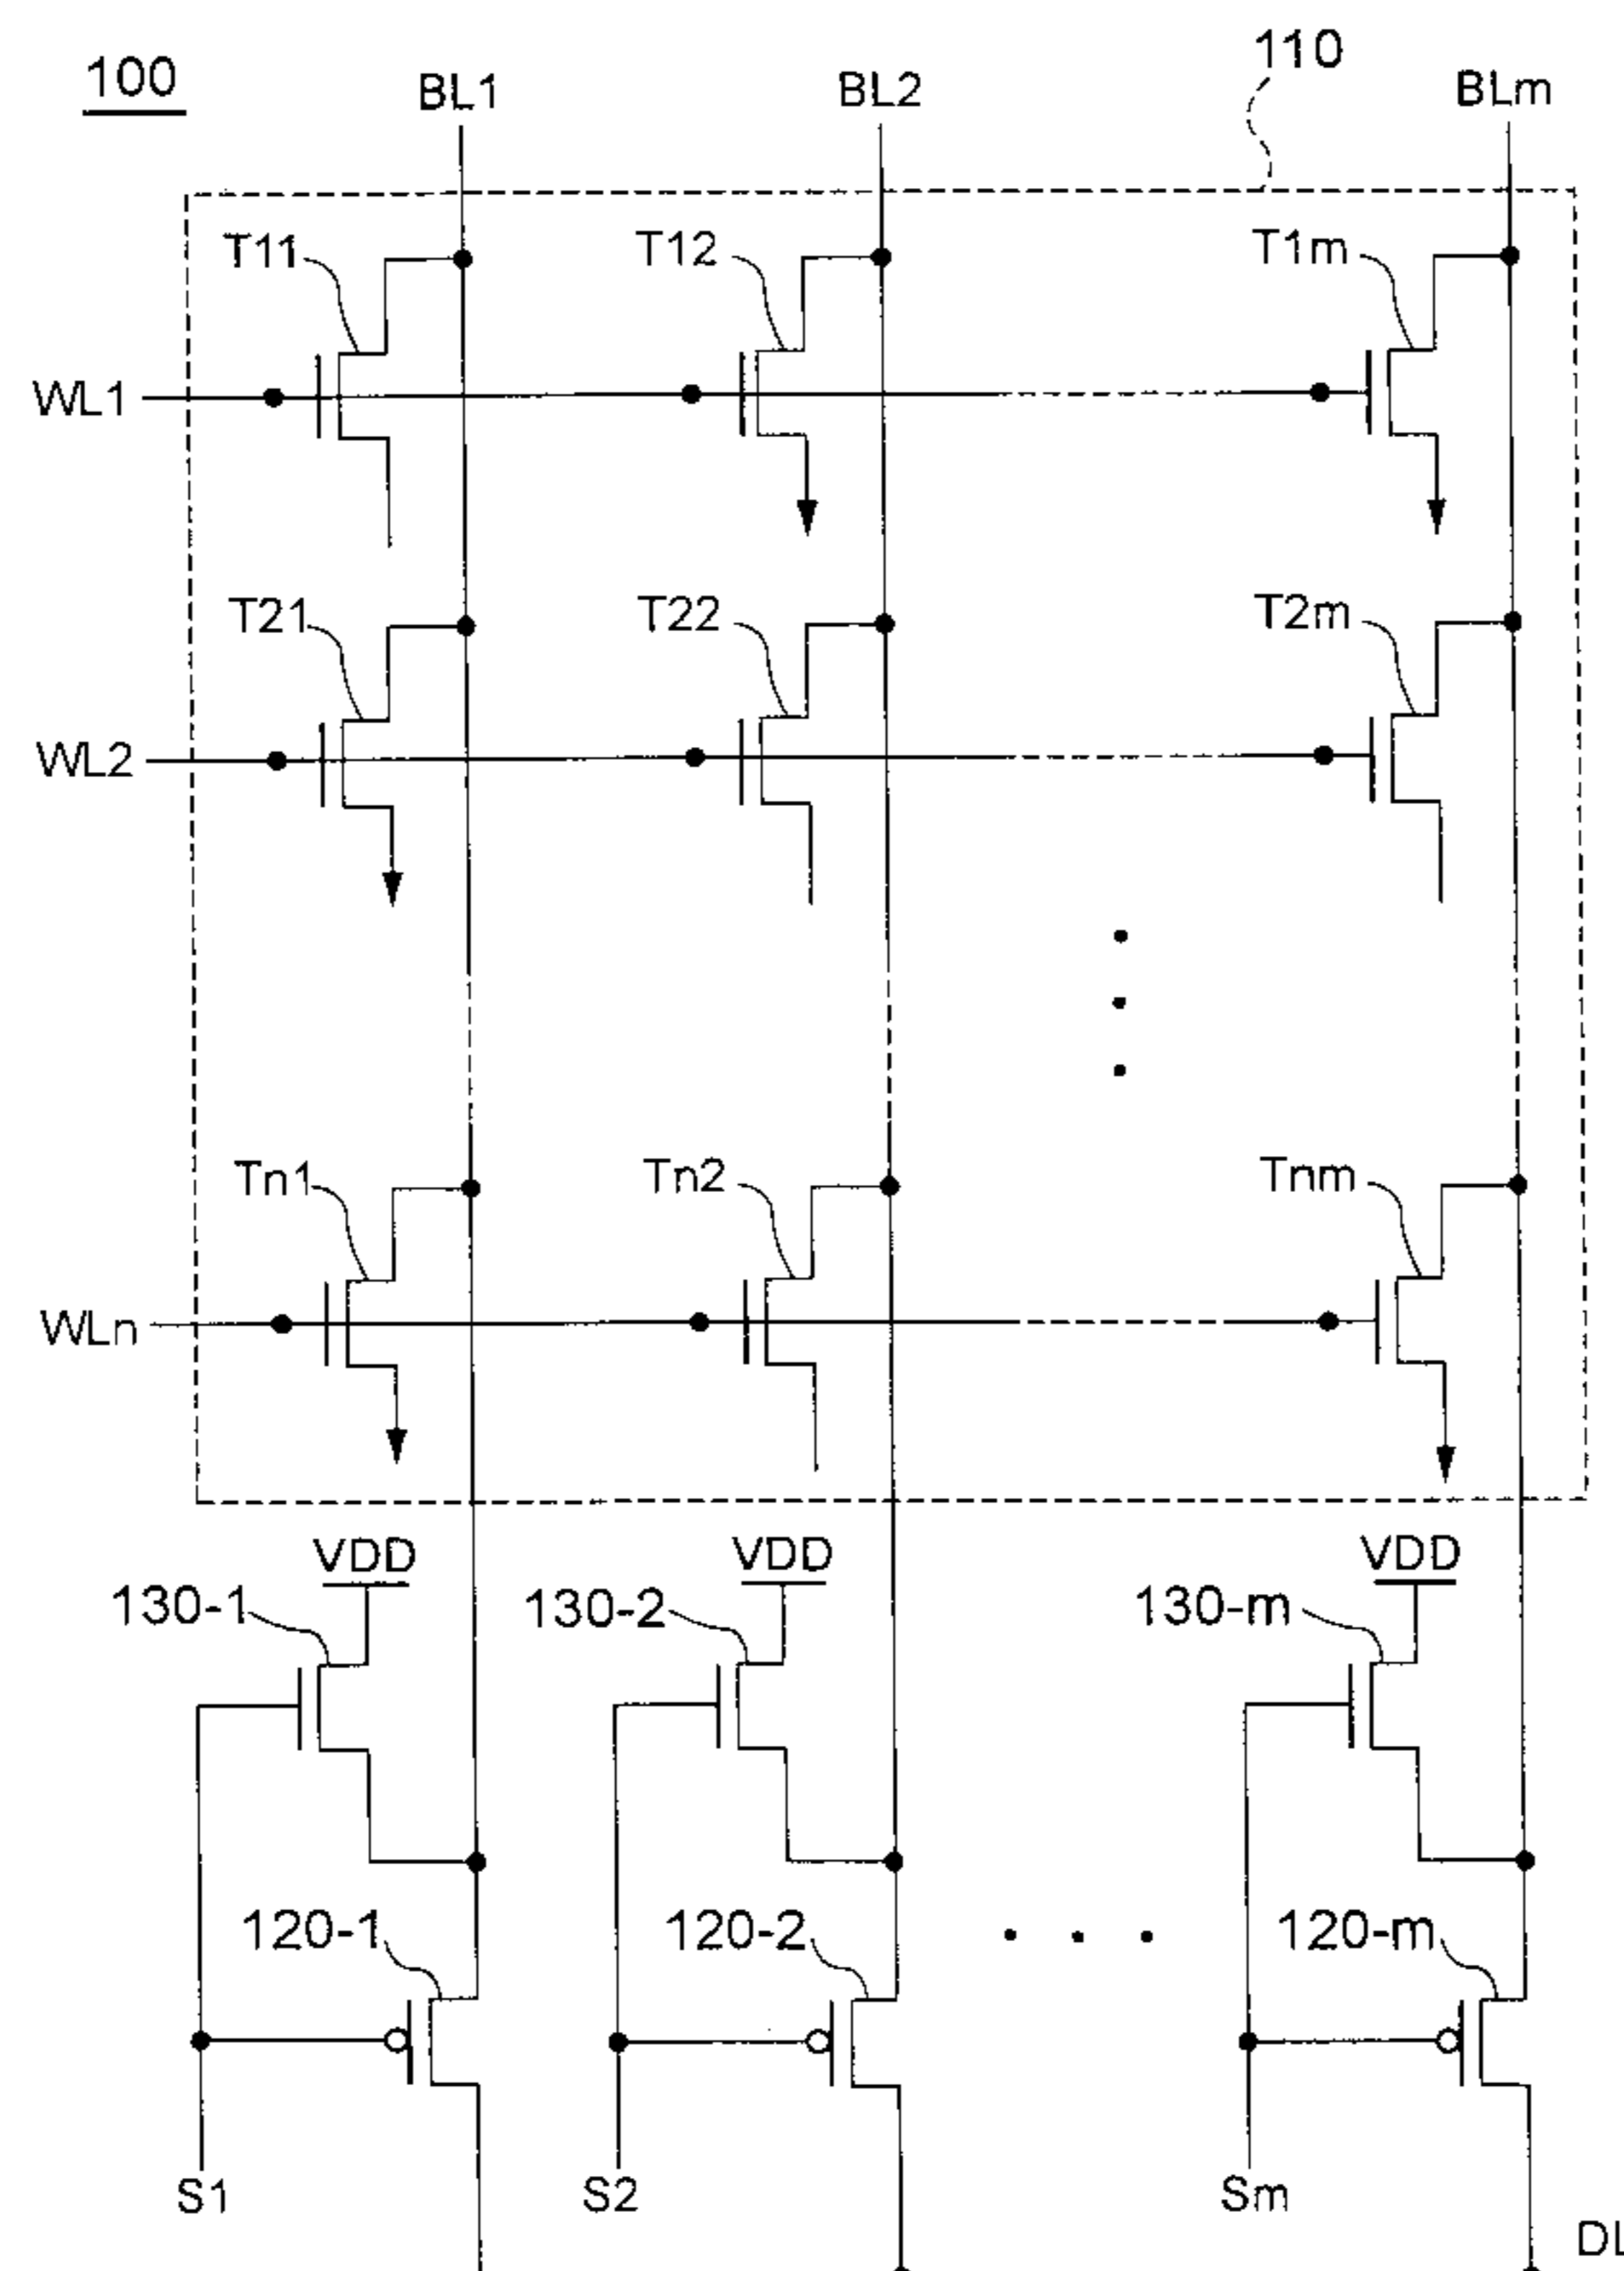 100
110
BL1
BL2
BLm
T11
T12
T1m
WL1
T21
T22
T2m
WL2
Tn1
Tn2
Tnm
WLn
VDD
VDD
VDD
130-1
130-2
130-m
120-1
120-2
120-m
S1
S2
Sm
DL